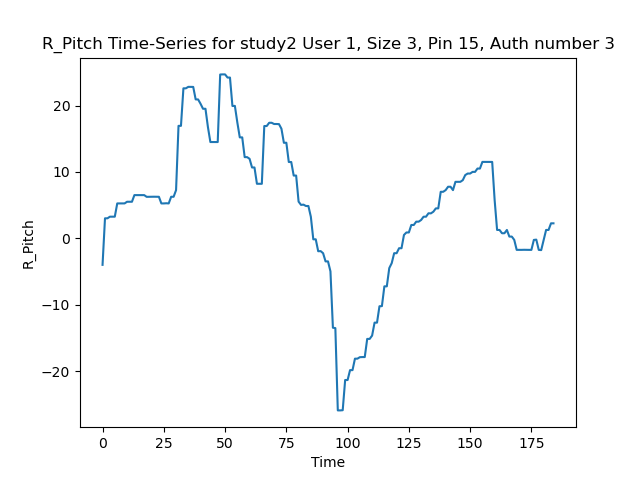 R_Pitch Time-Series for study2 User 1, Size 3, Pin 15, Auth number 3
20
10
0
−10
−20
R_Pitch
0 25 50 75 100 125 150 175
Time